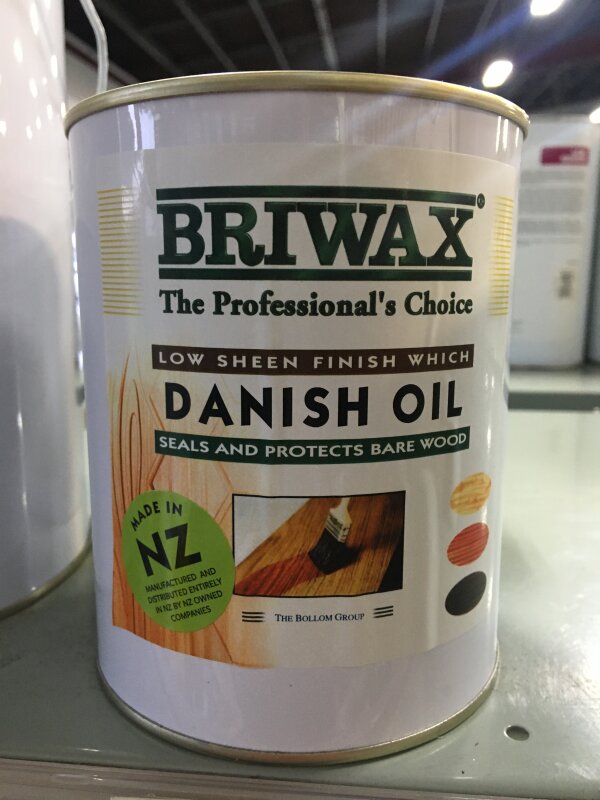 BRIWAX®
The Professional's Choice
LOW SHEEN FINISH WHICH
DANISH OIL
SEALS AND PROTECTS BARE WOOD
MADE IN
NZ
MANUFACTURED AND
DISTRIBUTED ENTIRELY
IN NZ BY NZ OWNED
COMPANIES
THE BOLLOM GROUP